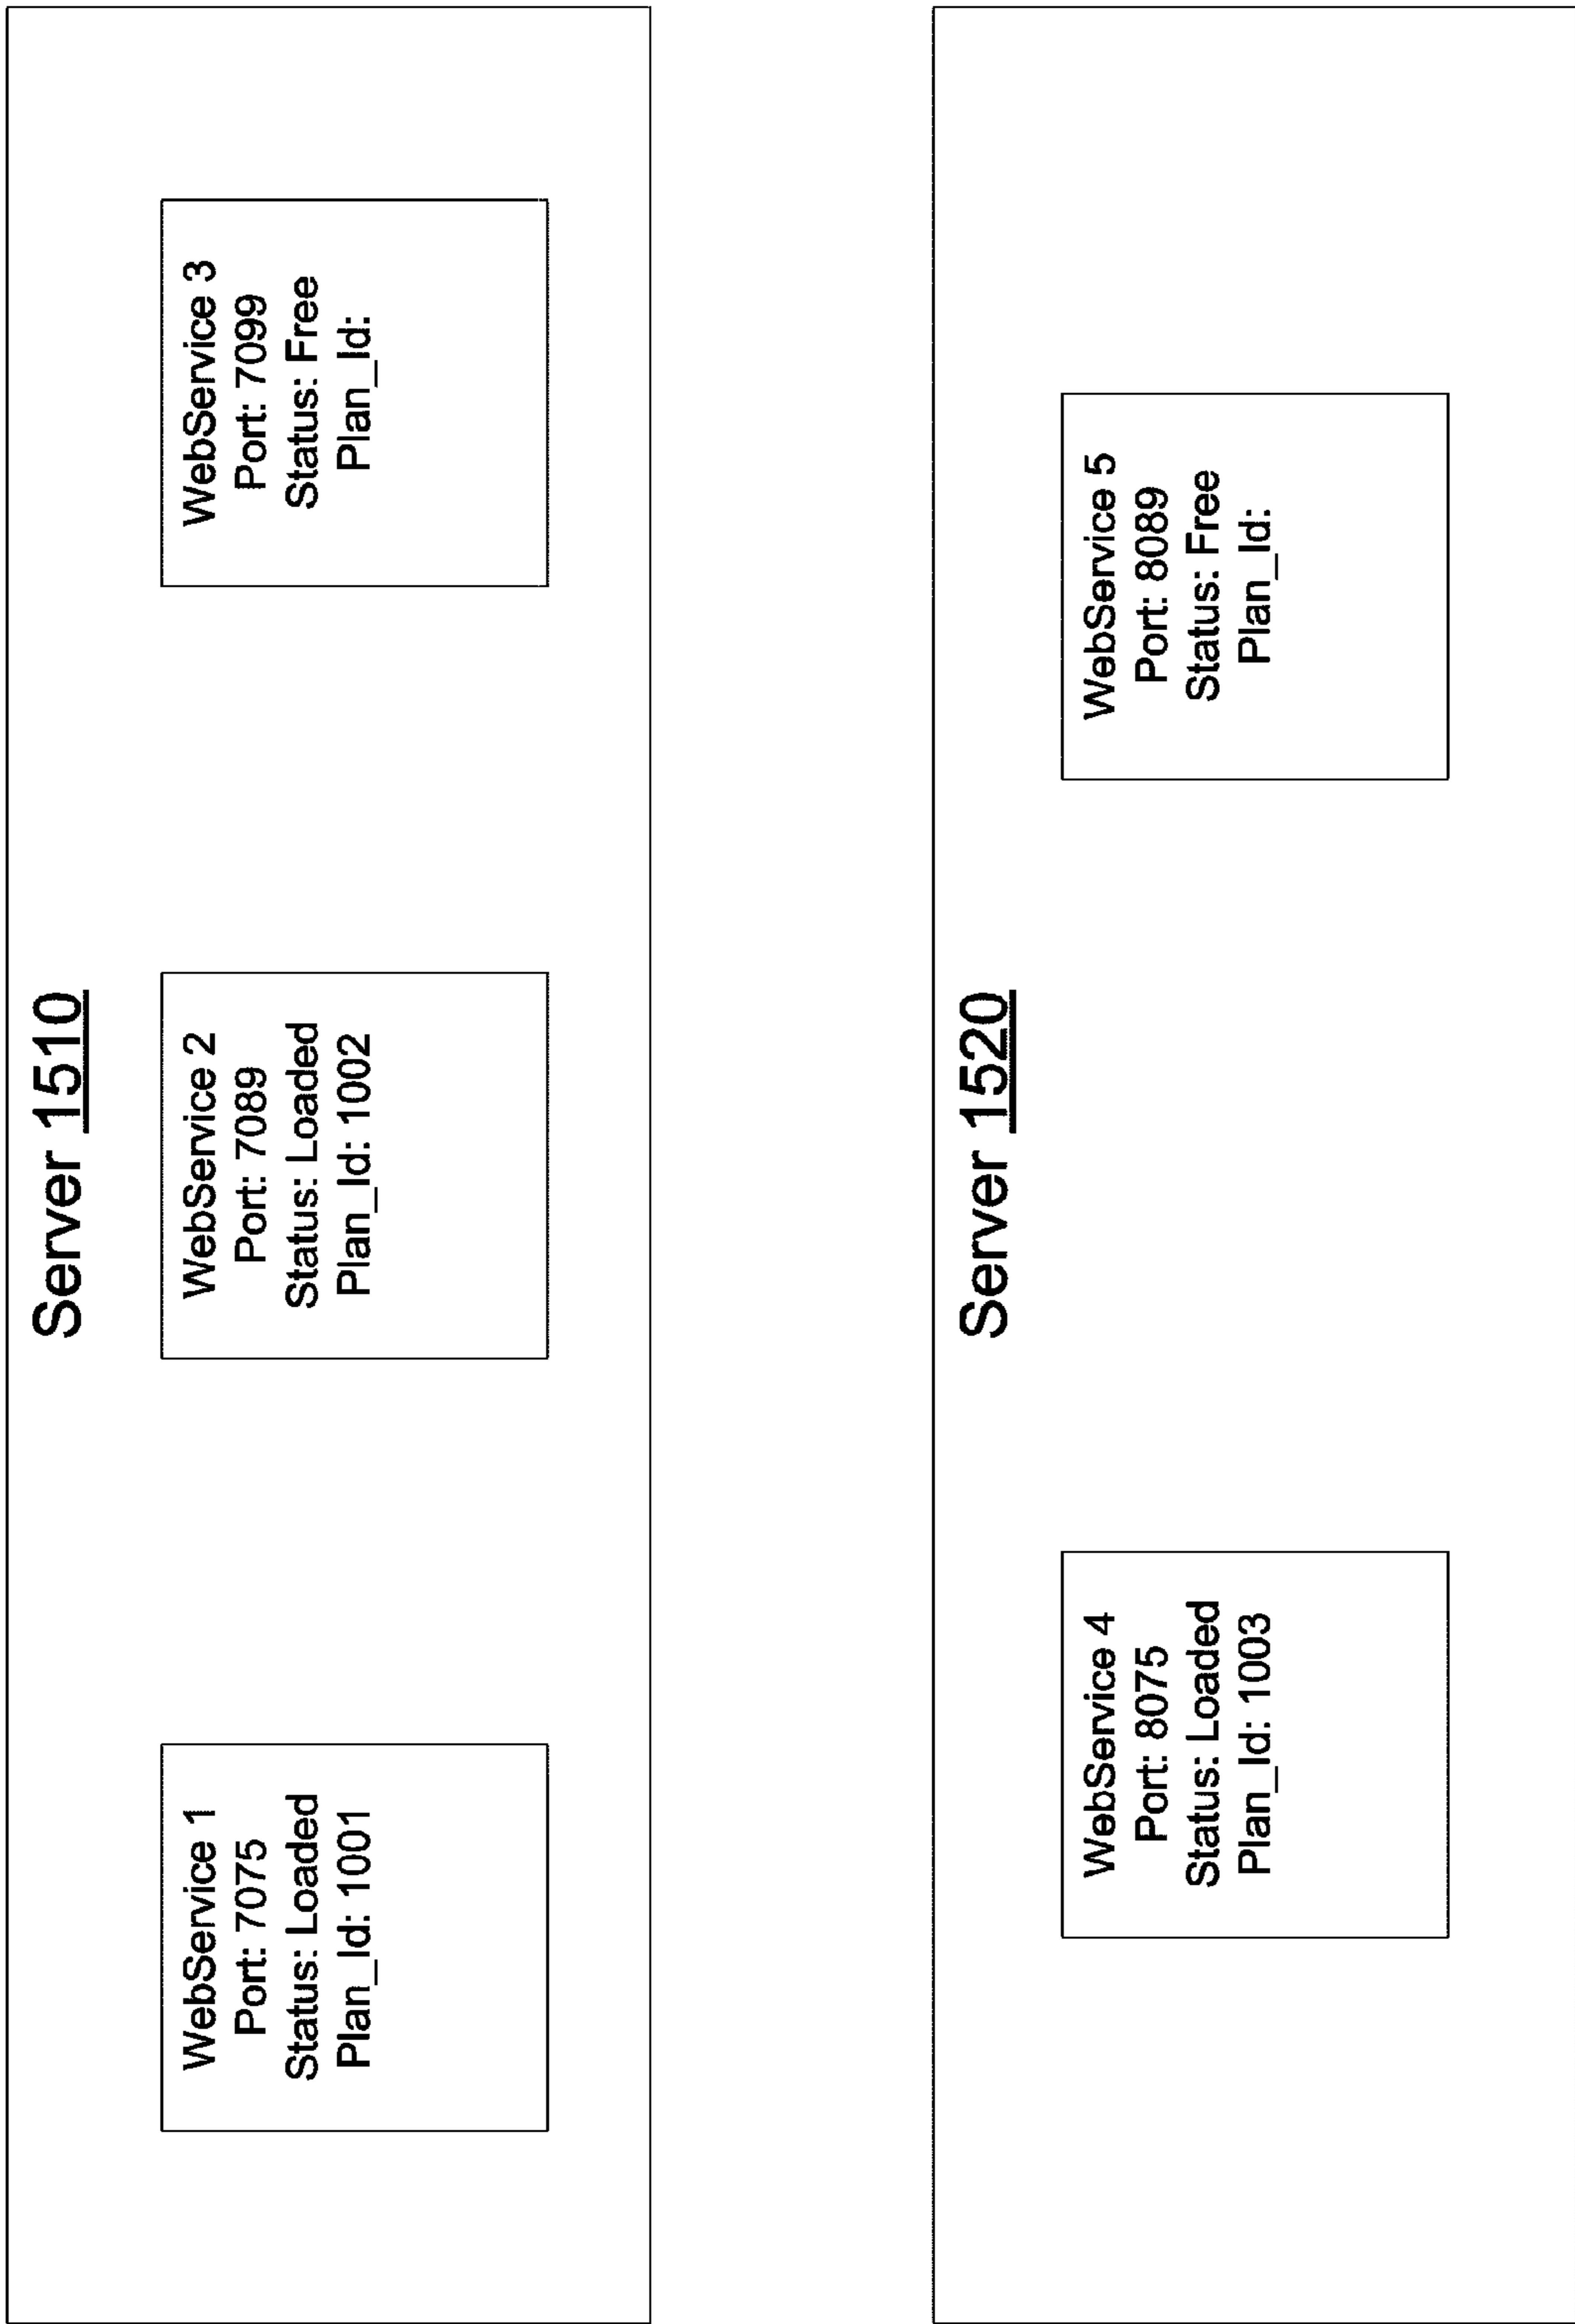 Server 1510
WebService 1
Port: 7075
Status: Loaded
Plan_Id: 1001
WebService 2
Port: 7089
Status: Loaded
Plan_Id: 1002
WebService 3
Port: 7099
Status: Free
Plan_Id:
Server 1520
WebService 4
Port: 8075
Status: Loaded
Plan_Id: 1003
WebService 5
Port: 8089
Status: Free
Plan_Id: